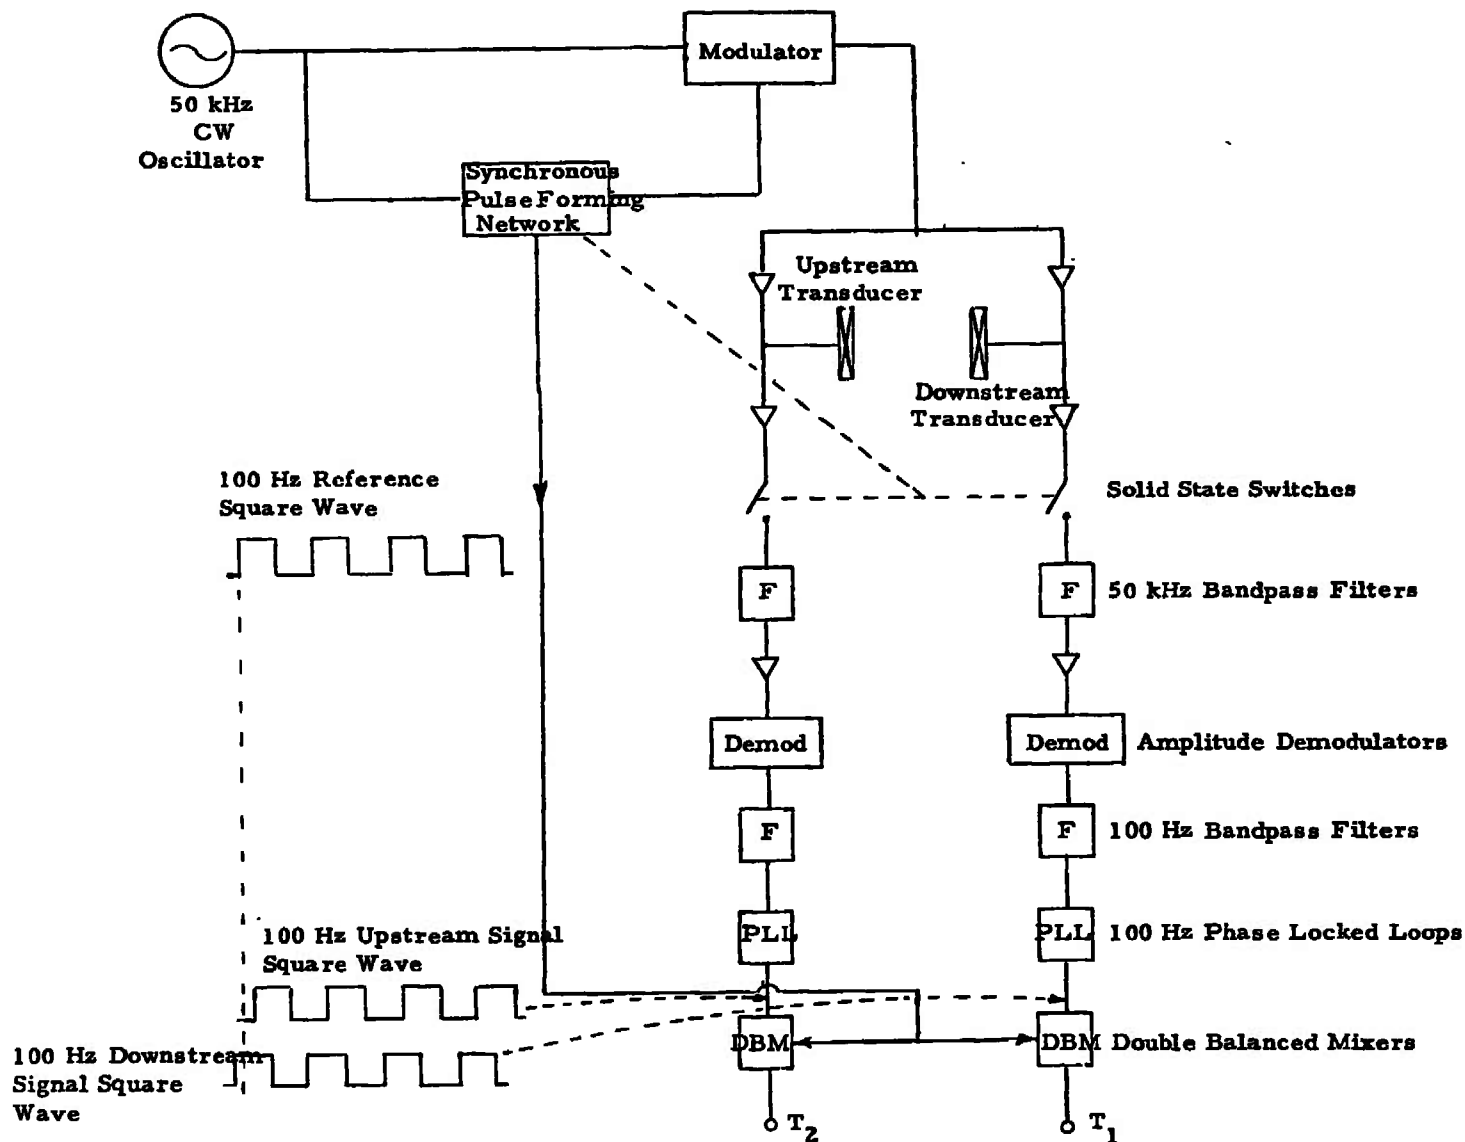 Modulator
50 kHz
CW
Oscillator
Synchronous
Pulse Forming
Network
Upstream
Transducer
Downstream
Transducer
100 Hz Reference
Square Wave
Solid State Switches
F
F
50 kHz Bandpass Filters
Demod
Demod
Amplitude Demodulators
F
F
100 Hz Bandpass Filters
PLL
PLL
100 Hz Phase Locked Loops
100 Hz Upstream Signal
Square Wave
DBM
DBM
Double Balanced Mixers
100 Hz Downstream
Signal Square
Wave
T2
T1